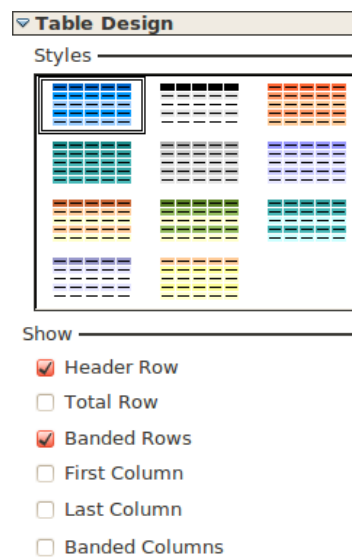 Table Design
Styles
Show
Header Row
Total Row
Banded Rows
First Column
Last Column
Banded Columns